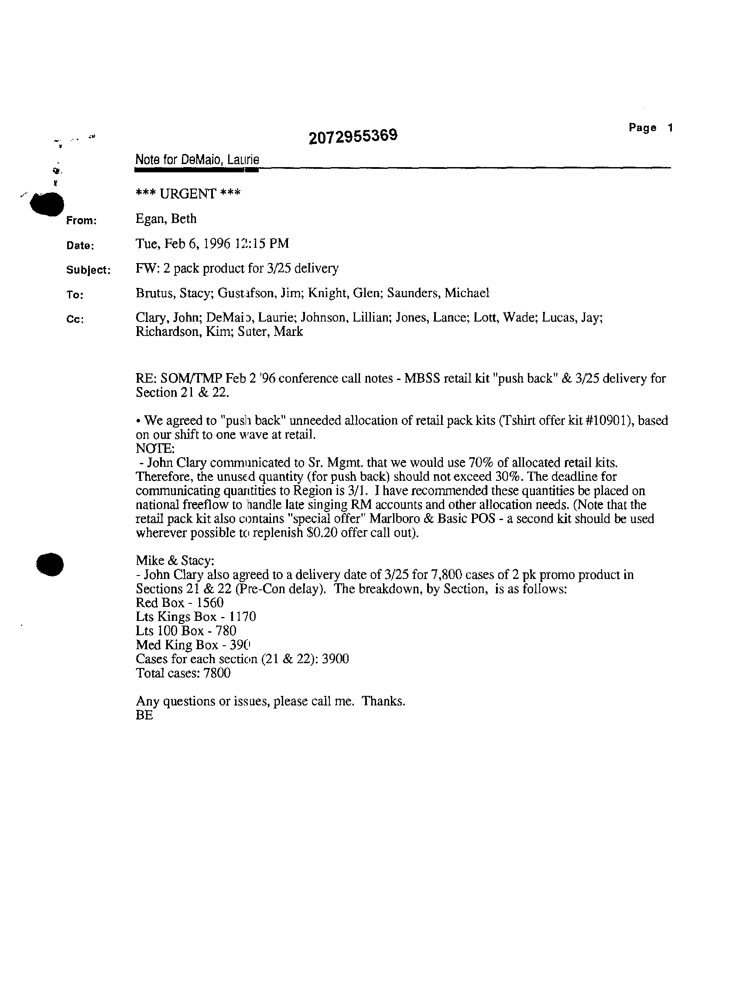 Page 1
2072955369
Note for DeMaio, Laurie
*** URGENT ***
From: Egan, Beth
Date: Tue, Feb 6, 1996 12:15 PM
Subject: FW: 2 pack product for 3/25 delivery
To: Brutus, Stacy; Gustafson, Jim; Knight, Glen; Saunders, Michael
Cc: Clary, John; DeMaio, Laurie; Johnson, Lillian; Jones, Lance; Lott, Wade; Lucas, Jay;
Richardson, Kim; Suter, Mark
RE: SOM/TMP Feb 2 '96 conference call notes - MBSS retail kit "push back" & 3/25 delivery for
Section 21 & 22.
• We agreed to "push back" unneeded allocation of retail pack kits (Tshirt offer kit #10901), based
on our shift to one wave at retail.
NOTE:
- John Clary communicated to Sr. Mgmt. that we would use 70% of allocated retail kits.
Therefore, the unused quantity (for push back) should not exceed 30%. The deadline for
communicating quantities to Region is 3/1. I have recommended these quantities be placed on
national freeflow to handle late singing RM accounts and other allocation needs. (Note that the
retail pack kit also contains "special offer" Marlboro & Basic POS - a second kit should be used
wherever possible to replenish $0.20 offer call out).
Mike & Stacy:
- John Clary also agreed to a delivery date of 3/25 for 7,800 cases of 2 pk promo product in
Sections 21 & 22 (Pre-Con delay). The breakdown, by Section, is as follows:
Red Box - 1560
Lts Kings Box - 1170
Lts 100 Box - 780
Med King Box - 390
Cases for each section (21 & 22): 3900
Total cases: 7800
Any questions or issues, please call me. Thanks.
BE